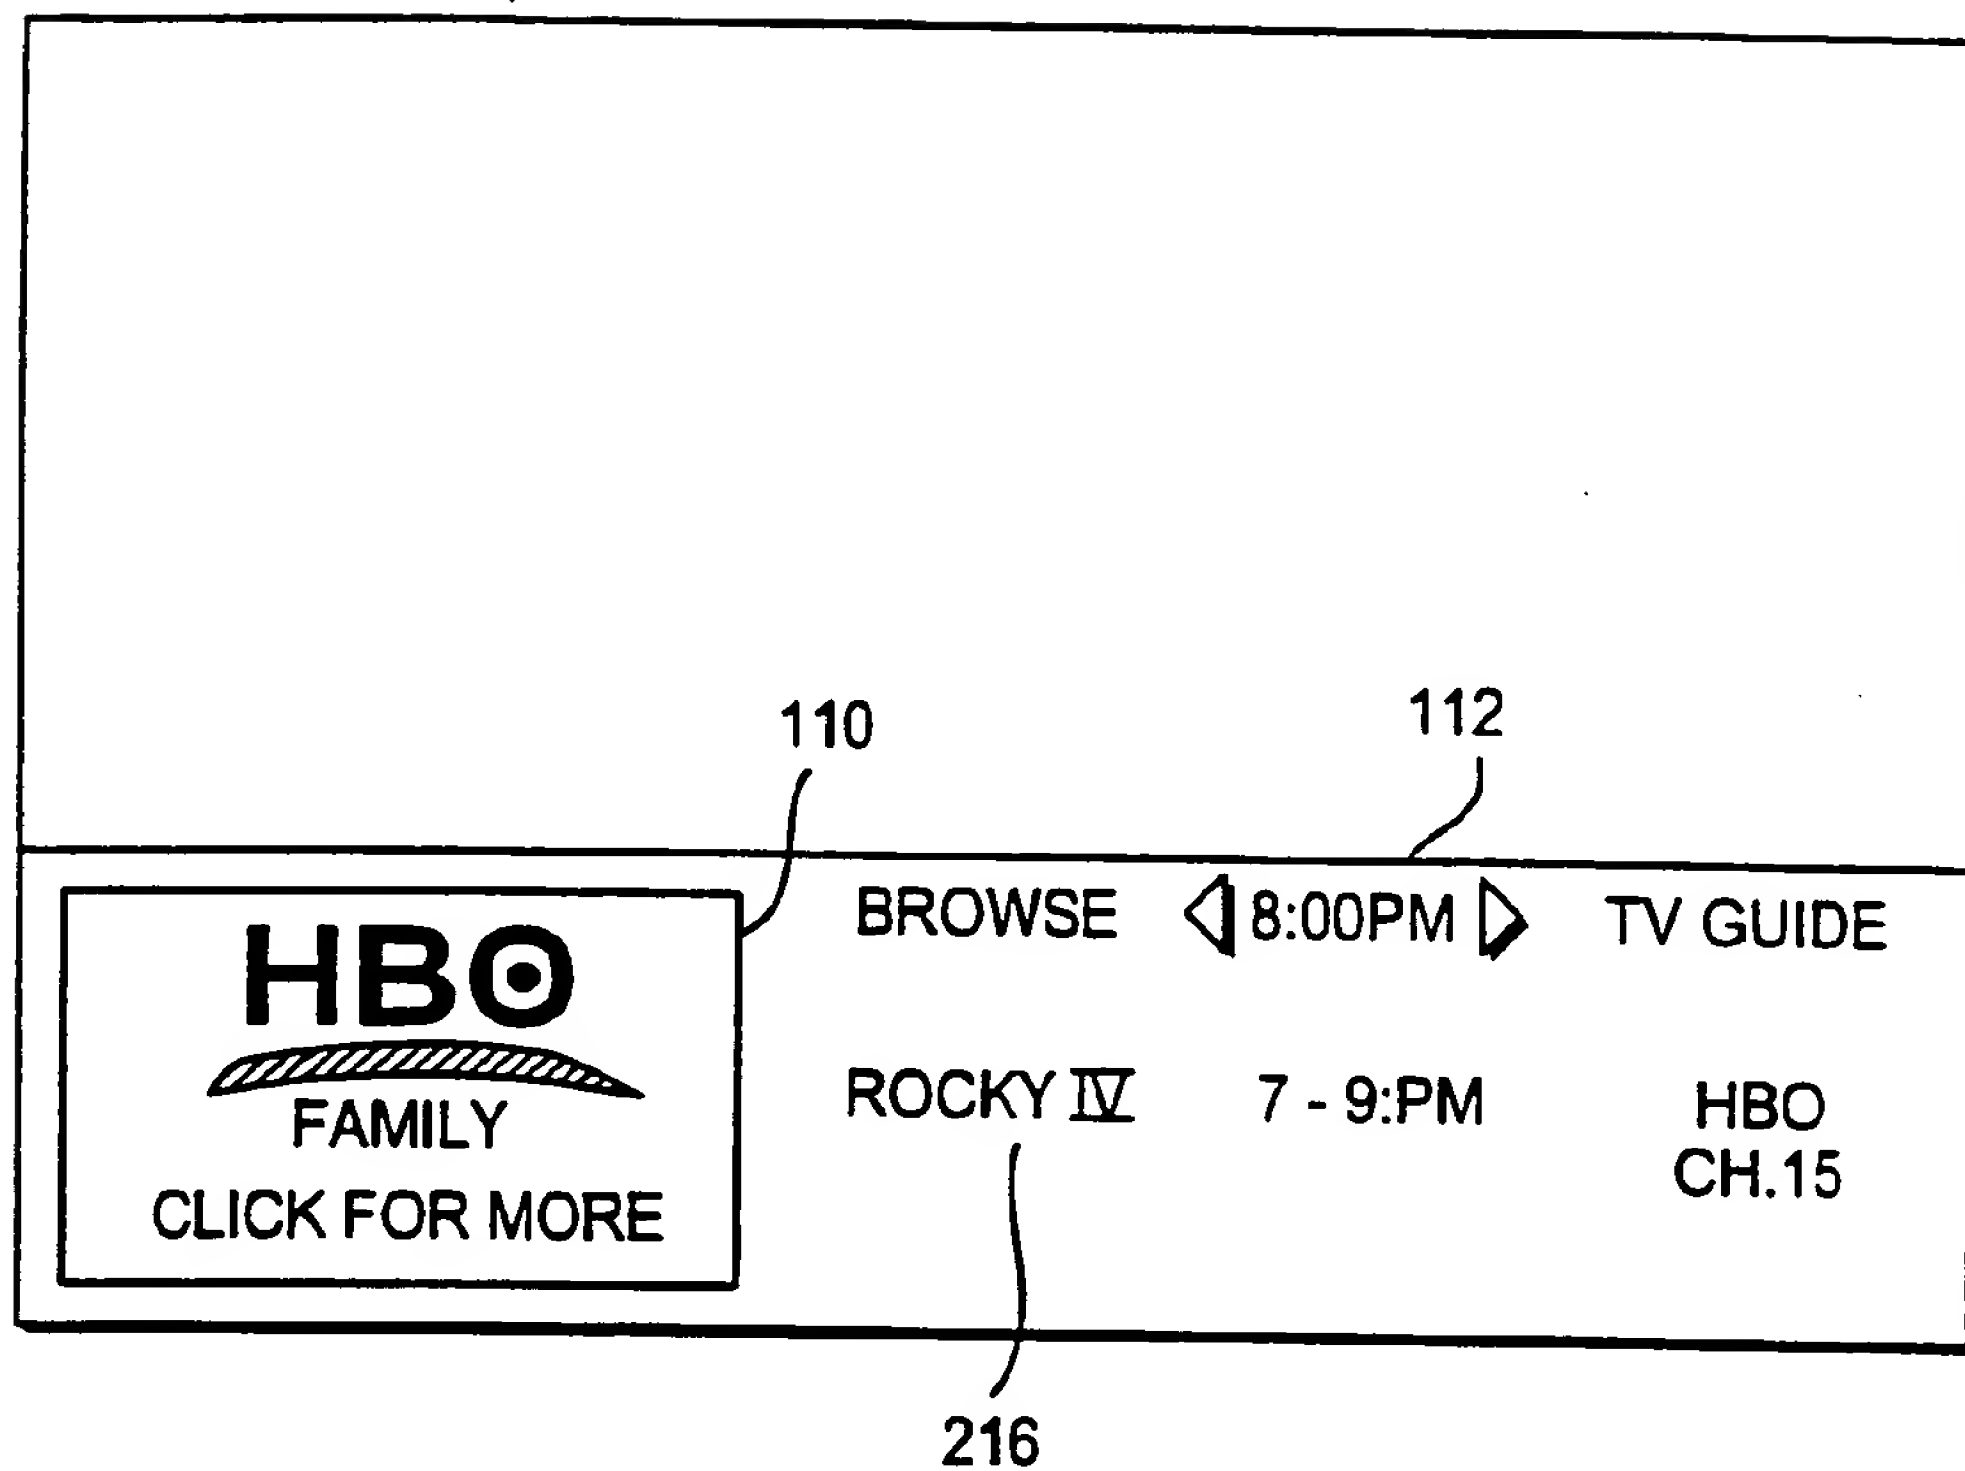 110
112
HBO
FAMILY
CLICK FOR MORE
BROWSE 8:00PM TV GUIDE
ROCKY IV 7 - 9:PM HBO
CH.15
216